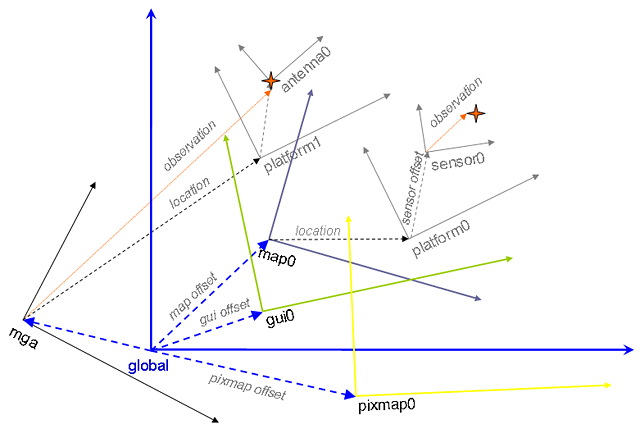 antenna0
observation
observation
platform1
sensor0
location
sensor offset
location
platform0
map0
map offset
gui offset
gui0
mga
global
pixmap offset
pixmap0